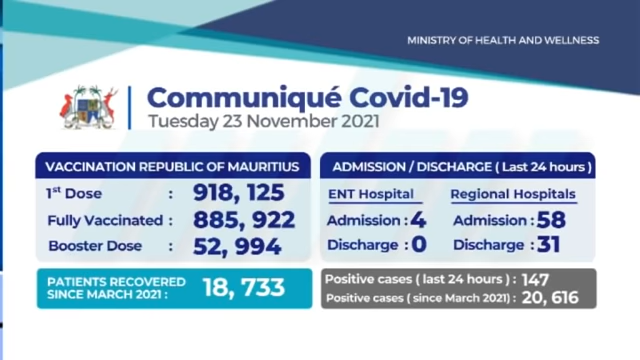 MINISTRY OF HEALTH AND WELLNESS
Communiqué Covid-19
Tuesday 23 November 2021
VACCINATION REPUBLIC OF MAURITIUS
1st Dose : 918, 125
Fully Vaccinated : 885, 922
Booster Dose : 52, 994
ADMISSION / DISCHARGE ( Last 24 hours )
ENT Hospital
Admission : 4
Discharge : 0
Regional Hospitals
Admission : 58
Discharge : 31
PATIENTS RECOVERED
SINCE MARCH 2021 : 18, 733
Positive cases ( last 24 hours ) : 147
Positive cases ( since March 2021) : 20, 616